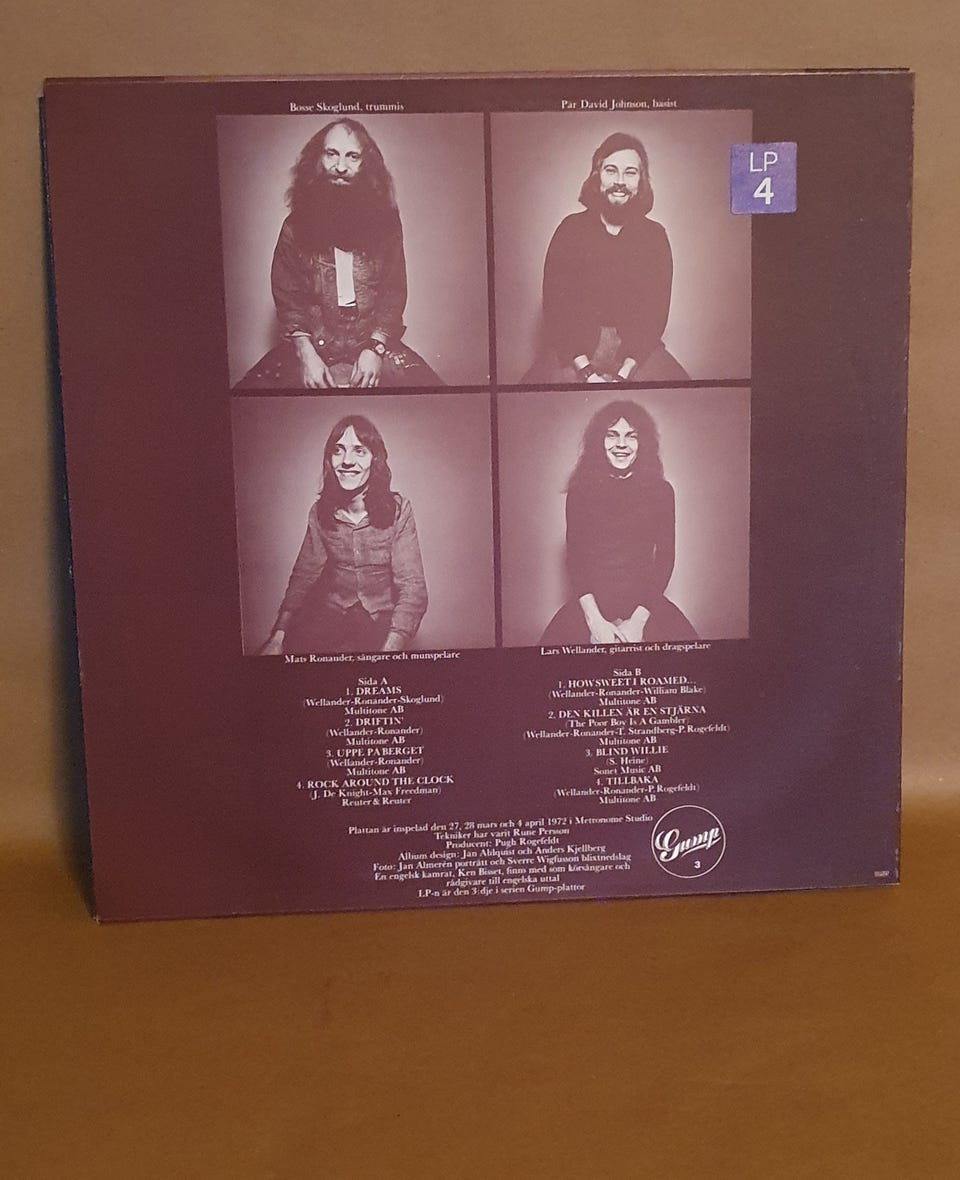 Bosse Skoglund, trummis
Pär David Johnson, basist
LP
4
Mats Ronander, sångare och munspelare
Lars Wellander, gitarrist och dragspelare
Sida A
1. DREAMS
(Wellander-Ronander-Skoglund)
Multitone AB
2. DRIFTIN'
(Wellander-Ronander)
Multitone AB
3. UPPE PÅ BERGET
(Wellander-Ronander)
Multitone AB
4. ROCK AROUND THE CLOCK
(J. De Knight-Max Freedman)
Reuter & Reuter
Sida B
1. HOW SWEET I ROAMED...
(Wellander-Ronander-William Blake)
Multitone AB
2. DEN KILLEN ÄR EN STJÄRNA
(The Poor Boy Is A Gambler)
(Wellander-Ronander-T. Strandberg-P. Rogefeldt)
Multitone AB
3. BLIND WILLIE
(S. Heine)
Sonet Music AB
4. TILLBAKA
(Wellander-Ronander-P. Rogefeldt)
Multitone AB
Plattan är inspelad den 27, 28 mars och 4 april 1972 i Metronome Studio
Tekniker har varit Rune Persson
Producent: Pugh Rogefeldt
Album design: Jan Ahlquist och Anders Kjellberg
Foto: Jan Almerén porträtt och Sverre Wigfusson blixtnedslag
En engelsk kamrat, Ken Bisset, finns med som körsångare och
rådgivare till engelska uttal
LP-n är den 3:dje i serien Gump-plattor
Gump
3